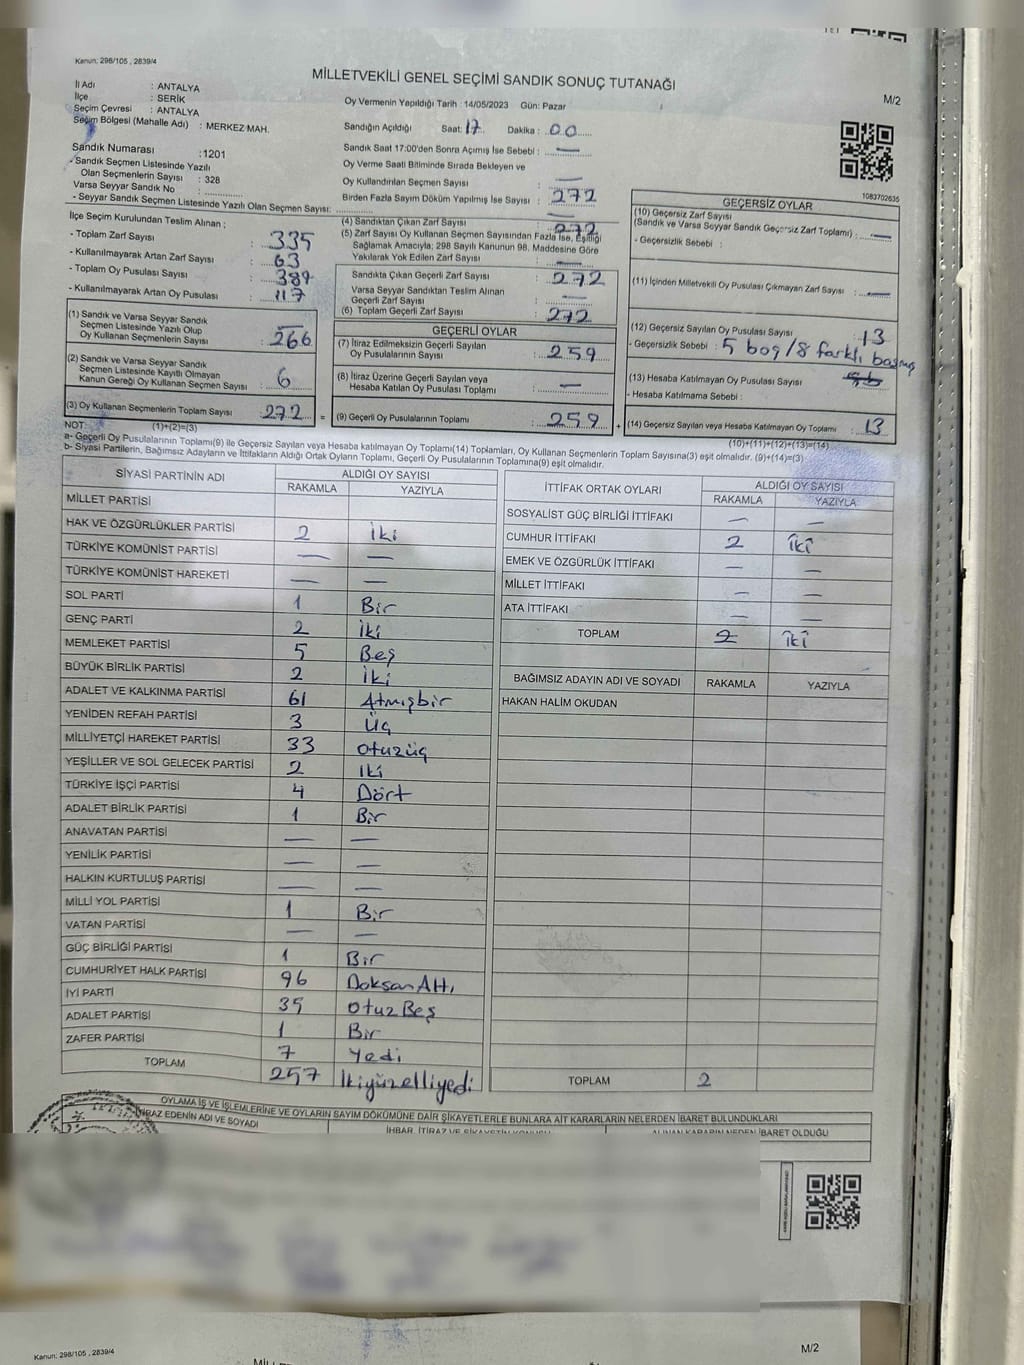 Kanun: 298/105 , 2839/4
MİLLETVEKİLİ GENEL SEÇİMİ SANDIK SONUÇ TUTANAĞI
M/2
İl Adı : ANTALYA
İlçe : SERİK
Seçim Çevresi : ANTALYA
Seçim Bölgesi (Mahalle Adı) : MERKEZ MAH.
Oy Vermenin Yapıldığı Tarih :14/05/2023 Gün: Pazar
Sandığın Açıldığı Saat: 17 Dakika : 00
Sandık Saat 17:00'den Sonra Açımış İse Sebebi : —
Oy Verme Saati Bitiminde Sırada Bekleyen ve
Oy Kullandırılan Seçmen Sayısı : —
Birden Fazla Sayım Döküm Yapılmış İse Sayısı : 272
Sandık Numarası :1201
- Sandık Seçmen Listesinde Yazılı
Olan Seçmenlerin Sayısı : 328
Varsa Seyyar Sandık No :
- Seyyar Sandık Seçmen Listesinde Yazılı Olan Seçmen Sayısı:
1083702635
İlçe Seçim Kurulundan Teslim Alınan ;
- Toplam Zarf Sayısı : 335
- Kullanılmayarak Artan Zarf Sayısı : 63
- Toplam Oy Pusulası Sayısı : 389
- Kullanılmayarak Artan Oy Pusulası : 117
(1) Sandık ve Varsa Seyyar Sandık
Seçmen Listesinde Yazılı Olup
Oy Kullanan Seçmenlerin Sayısı : 266
(2) Sandık ve Varsa Seyyar Sandık
Seçmen Listesinde Kayıtlı Olmayan
Kanun Gereği Oy Kullanan Seçmen Sayısı : 6
(3) Oy Kullanan Seçmenlerin Toplam Sayısı : 272 =
(4) Sandıktan Çıkan Zarf Sayısı : 272
(5) Zarf Sayısı Oy Kullanan Seçmen Sayısından Fazla İse, Eşitliği
Sağlamak Amacıyla; 298 Sayılı Kanunun 98. Maddesine Göre
Yakılarak Yok Edilen Zarf Sayısı : —
Sandıkta Çıkan Geçerli Zarf Sayısı : 272
Varsa Seyyar Sandıktan Teslim Alınan
Geçerli Zarf Sayısı : —
(6) Toplam Geçerli Zarf Sayısı : 272
GEÇERLİ OYLAR
(7) İtiraz Edilmeksizin Geçerli Sayılan
Oy Pusulalarının Sayısı : 259
(8) İtiraz Üzerine Geçerli Sayılan veya
Hesaba Katılan Oy Pusulası Toplamı : —
(9) Geçerli Oy Pusulalarının Toplamı : 259 +
GEÇERSİZ OYLAR
(10) Geçersiz Zarf Sayısı
(Sandık ve Varsa Seyyar Sandık Geçersiz Zarf Toplamı) : —
- Geçersizlik Sebebi :
(11) İçinden Milletvekili Oy Pusulası Çıkmayan Zarf Sayısı : —
(12) Geçersiz Sayılan Oy Pusulası Sayısı : 13
- Geçersizlik Sebebi : 5 boş/8 farklı basmış
(13) Hesaba Katılmayan Oy Pusulası Sayısı
- Hesaba Katılmama Sebebi :
(14) Geçersiz Sayılan veya Hesaba Katılmayan Oy Toplamı : 13
NOT: (1)+(2)=(3)
(10)+(11)+(12)+(13)=(14)
a- Geçerli Oy Pusulalarının Toplamı(9) ile Geçersiz Sayılan veya Hesaba katılmayan Oy Toplamı(14) Toplamları, Oy Kullanan Seçmenlerin Toplam Sayısına(3) eşit olmalıdır. (9)+(14)=(3)
b- Siyasi Partilerin, Bağımsız Adayların ve İttifakların Aldığı Ortak Oyların Toplamı, Geçerli Oy Pusulalarının Toplamına(9) eşit olmalıdır.
SİYASİ PARTİNİN ADI ALDIĞI OY SAYISI
RAKAMLA YAZIYLA
MİLLET PARTİSİ
HAK VE ÖZGÜRLÜKLER PARTİSİ 2 İki
TÜRKİYE KOMÜNİST PARTİSİ — —
TÜRKİYE KOMÜNİST HAREKETİ — —
SOL PARTİ 1 Bir
GENÇ PARTİ 2 İki
MEMLEKET PARTİSİ 5 Beş
BÜYÜK BİRLİK PARTİSİ 2 İki
ADALET VE KALKINMA PARTİSİ 61 Atmışbir
YENİDEN REFAH PARTİSİ 3 Üç
MİLLİYETÇİ HAREKET PARTİSİ 33 otuzüç
YEŞİLLER VE SOL GELECEK PARTİSİ 2 İki
TÜRKİYE İŞÇİ PARTİSİ 4 Dört
ADALET BİRLİK PARTİSİ 1 Bir
ANAVATAN PARTİSİ — —
YENİLİK PARTİSİ — —
HALKIN KURTULUŞ PARTİSİ — —
MİLLİ YOL PARTİSİ 1 Bir
VATAN PARTİSİ — —
GÜÇ BİRLİĞİ PARTİSİ 1 Bir
CUMHURİYET HALK PARTİSİ 96 Doksan Altı
İYİ PARTİ 35 otuz Beş
ADALET PARTİSİ 1 Bir
ZAFER PARTİSİ 7 Yedi
TOPLAM 257 İkiyüzelliyedi
İTTİFAK ORTAK OYLARI ALDIĞI OY SAYISI
RAKAMLA YAZIYLA
SOSYALİST GÜÇ BİRLİĞİ İTTİFAKI — —
CUMHUR İTTİFAKI 2 İki
EMEK VE ÖZGÜRLÜK İTTİFAKI — —
MİLLET İTTİFAKI — —
ATA İTTİFAKI — —
TOPLAM 2 İki
BAĞIMSIZ ADAYIN ADI VE SOYADI RAKAMLA YAZIYLA
HAKAN HALİM OKUDAN
TOPLAM 2
OYLAMA İŞ VE İŞLEMLERİNE VE OYLARIN SAYIM DÖKÜMÜNE DAİR ŞİKAYETLERLE BUNLARA AİT KARARLARIN NELERDEN İBARET BULUNDUKLARI
İTİRAZ EDENİN ADI VE SOYADI
İHBAR, İTİRAZ VE ŞİKAYETİN KONUSU
ALINAN KARARIN NEDEN İBARET OLDUĞU
Kanun: 298/105 , 2839/4
M/2